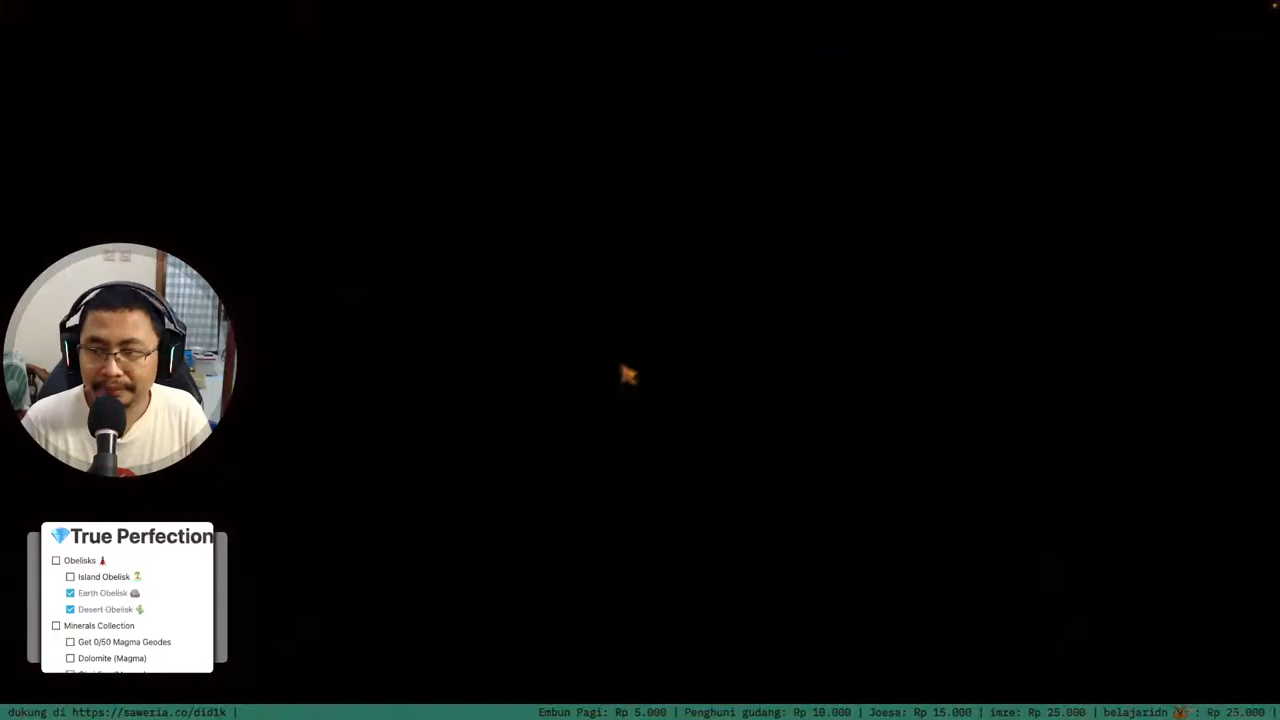 💎True Perfection
Obelisks
Island Obelisk 🏝️
Earth Obelisk
Desert Obelisk 🌵
Minerals Collection
Get 0/50 Magma Geodes
Dolomite (Magma)
dukung di https://saweria.co/did1k | Embun Pagi: Rp 5.000 | Penghuni gudang: Rp 10.000 | Joesa: Rp 15.000 | imre: Rp 25.000 | belajaridn : Rp 25.000 |